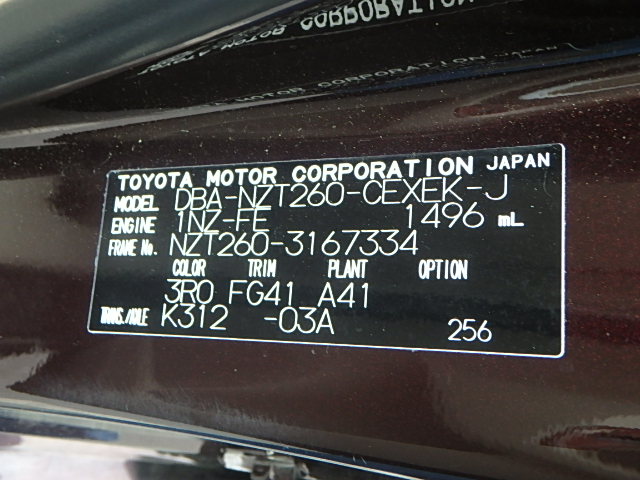 TOYOTA MOTOR CORPORATION JAPAN
MODEL DBA-NZT260-CEXEK-J
ENGINE 1NZ-FE 1496 mL
FRAME No. NZT260-3167334
COLOR TRIM PLANT OPTION
3R0 FG41 A41
TRANS./AXLE K312 -03A 256